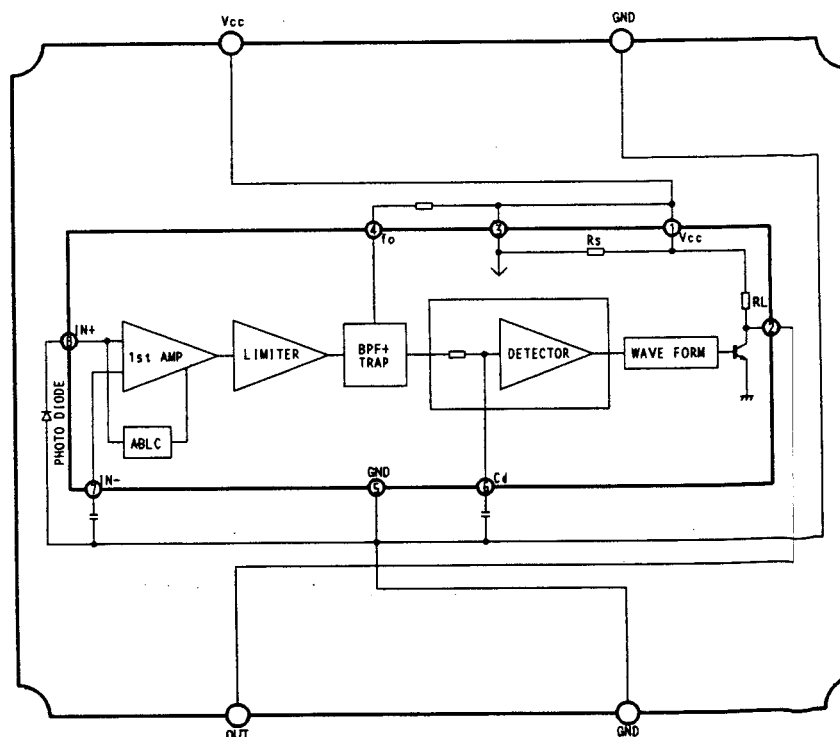 Vcc
GND
4
3
1
fo
Vcc
Rs
RL
8
IN+
2
1st AMP
LIMITER
BPF+
TRAP
DETECTOR
WAVE FORM
PHOTO DIODE
ABLC
7
IN-
GND
5
6
Cd
OUT
GND